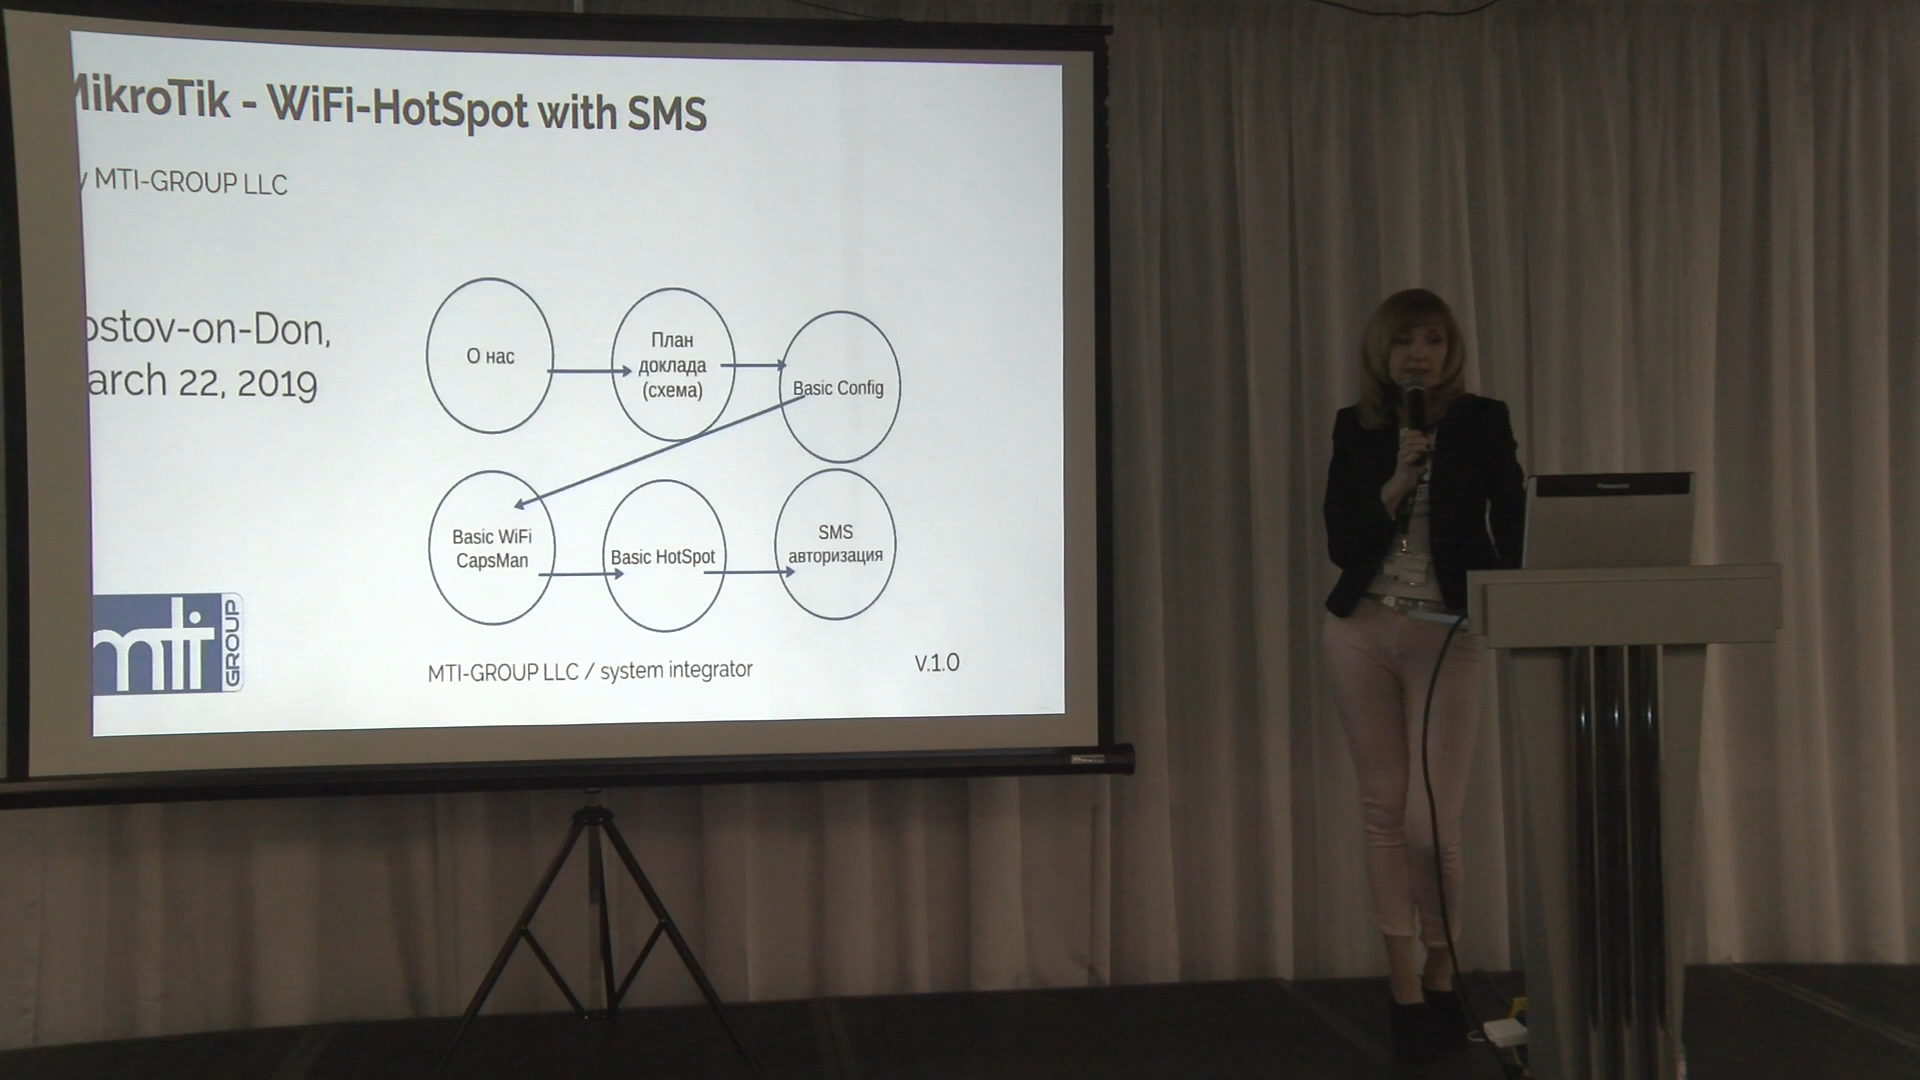 MikroTik - WiFi-HotSpot with SMS
y MTI-GROUP LLC
ostov-on-Don,
arch 22, 2019
О нас
План
доклада
(схема)
Basic Config
Basic WiFi
CapsMan
Basic HotSpot
SMS
авторизация
mti
GROUP
MTI-GROUP LLC / system integrator
V.1.0
Panasonic